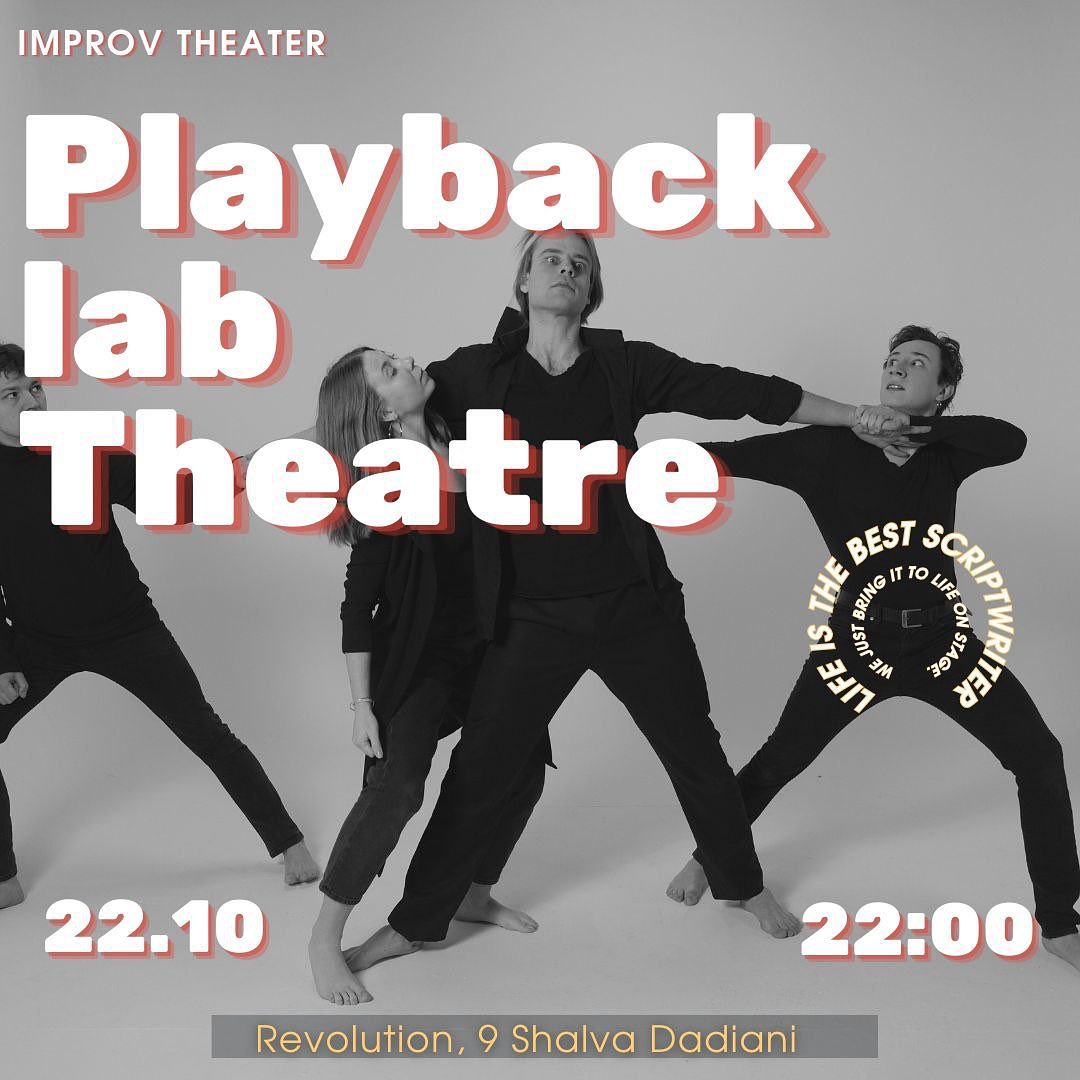 IMPROV THEATER
Playback
lab
Theatre
LIFE IS THE BEST SCRIPTWRITER
WE JUST BRING IT TO LIFE ON STAGE.
22.10
22:00
Revolution, 9 Shalva Dadiani